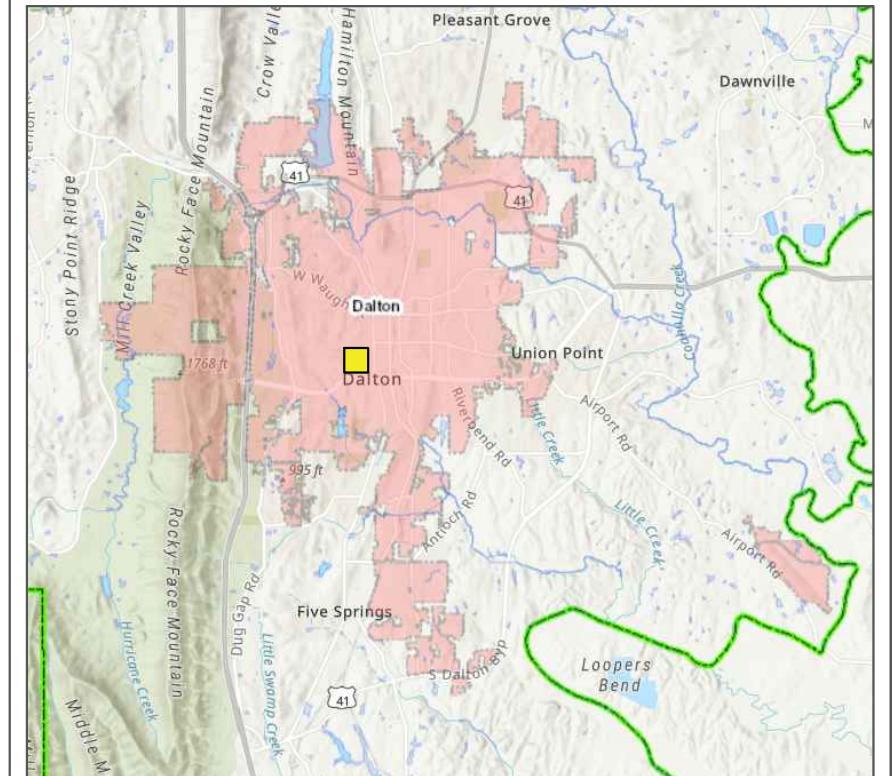 Pleasant Grove
Crow Valle
Hamilton Mountain
Dawnville
Rocky Face Mountain
41
41
Stony Point Ridge
Mill Creek Valley
W Waugh
Dalton
Coahulla Creek
Union Point
1768 ft
Dalton
Riverbend Rd
Little Creek
Airport Rd
995 ft
Antioch Rd
Little Creek
Airport Rd
Rocky Face Mountain
Dug Gap Rd
Five Springs
Hurricane Creek
Little Swamp Creek
S Dalton Byp
Loopers
Bend
41
Middle M